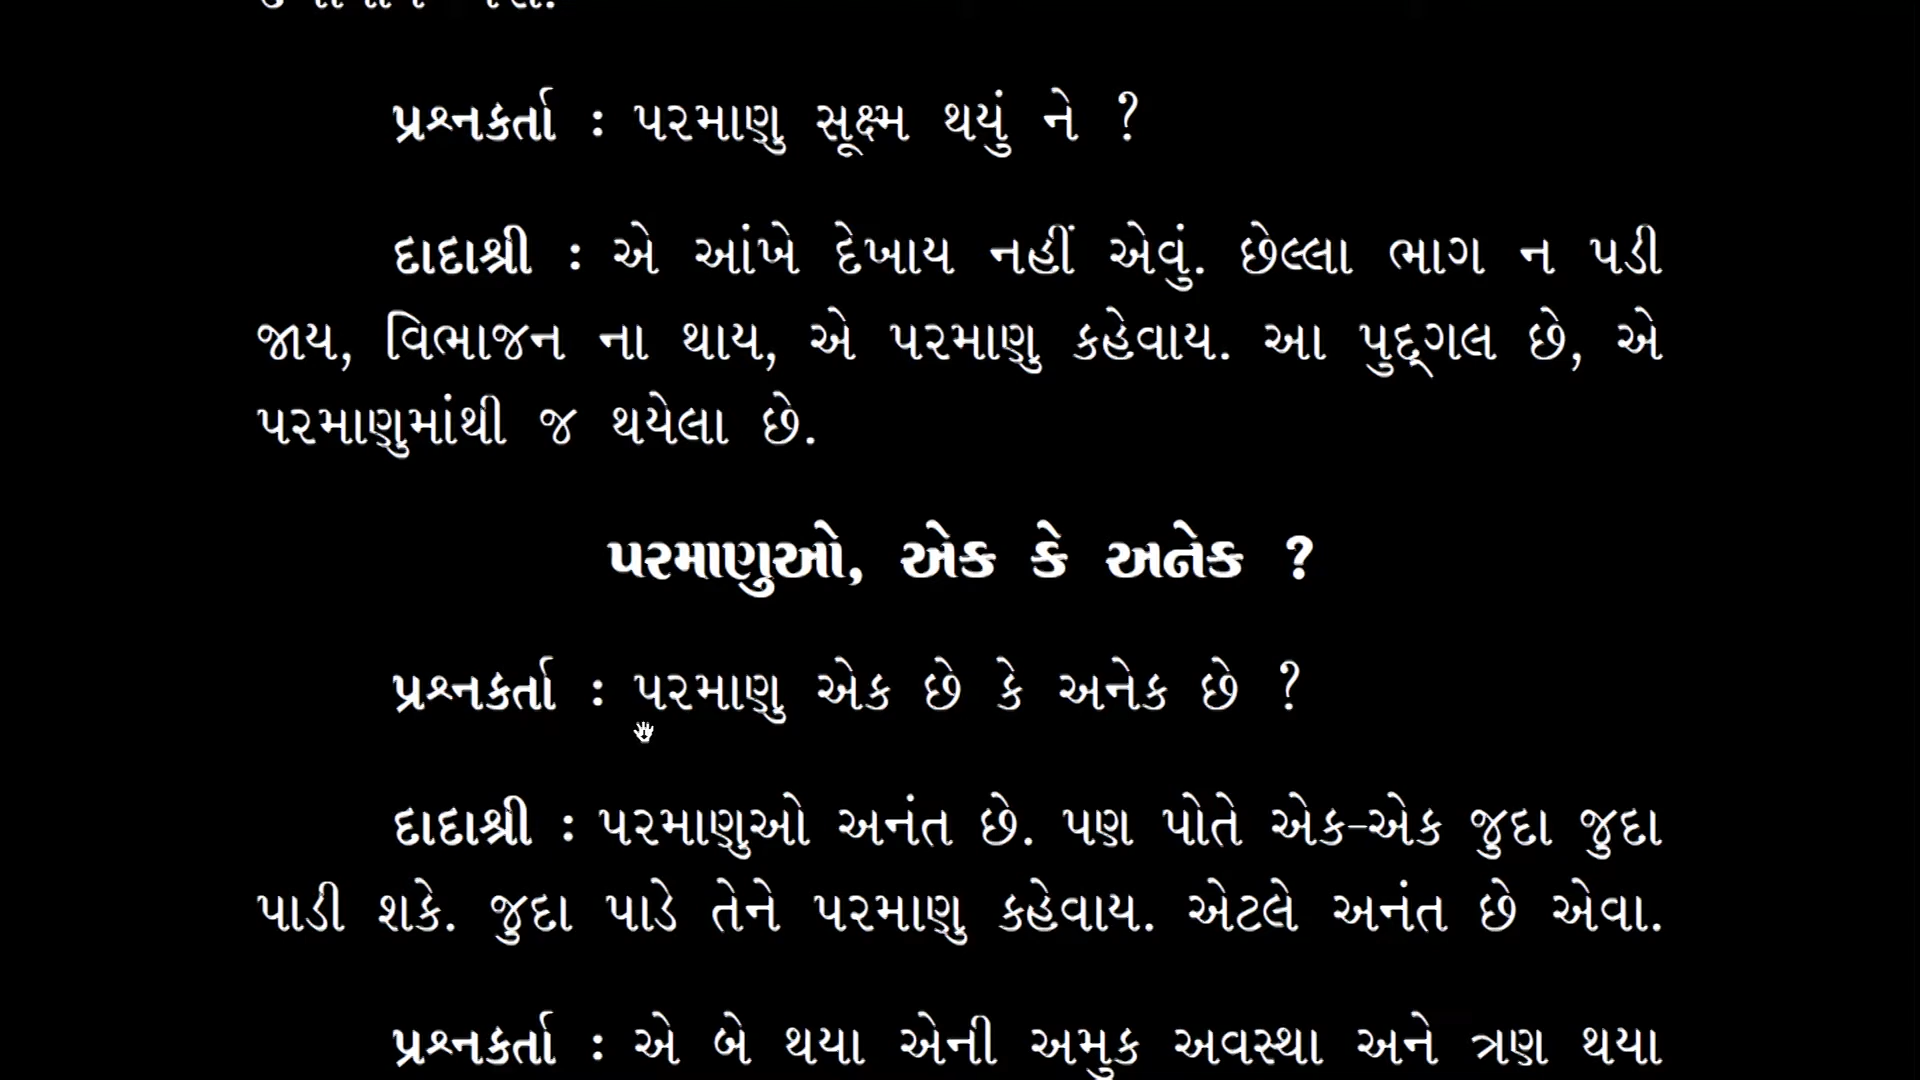 પ્રશ્નકર્તા : પરમાણુ સૂક્ષ્મ થયું ને ?
દાદાશ્રી : એ આંખે દેખાય નહીં એવું. છેલ્લા ભાગ ન પડી
જાય, વિભાજન ના થાય, એ પરમાણુ કહેવાય. આ પુદ્ગલ છે, એ
પરમાણુમાંથી જ થયેલા છે.
પરમાણુઓ, એક કે અનેક ?
પ્રશ્નકર્તા : પરમાણુ એક છે કે અનેક છે ?
દાદાશ્રી : પરમાણુઓ અનંત છે. પણ પોતે એક-એક જુદા જુદા
પાડી શકે. જુદા પાડે તેને પરમાણુ કહેવાય. એટલે અનંત છે એવા.
પ્રશ્નકર્તા : એ બે થયા એની અમુક અવસ્થા અને ત્રણ થયા